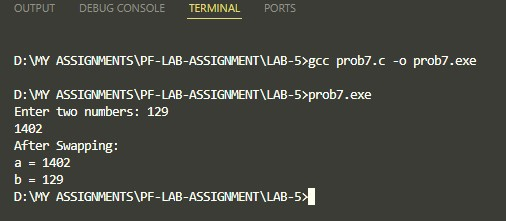 OUTPUT DEBUG CONSOLE TERMINAL PORTS
D:\MY ASSIGNMENTS\PF-LAB-ASSIGNMENT\LAB-5>gcc prob7.c -o prob7.exe
D:\MY ASSIGNMENTS\PF-LAB-ASSIGNMENT\LAB-5>prob7.exe
Enter two numbers: 129
1402
After Swapping:
a = 1402
b = 129
D:\MY ASSIGNMENTS\PF-LAB-ASSIGNMENT\LAB-5>